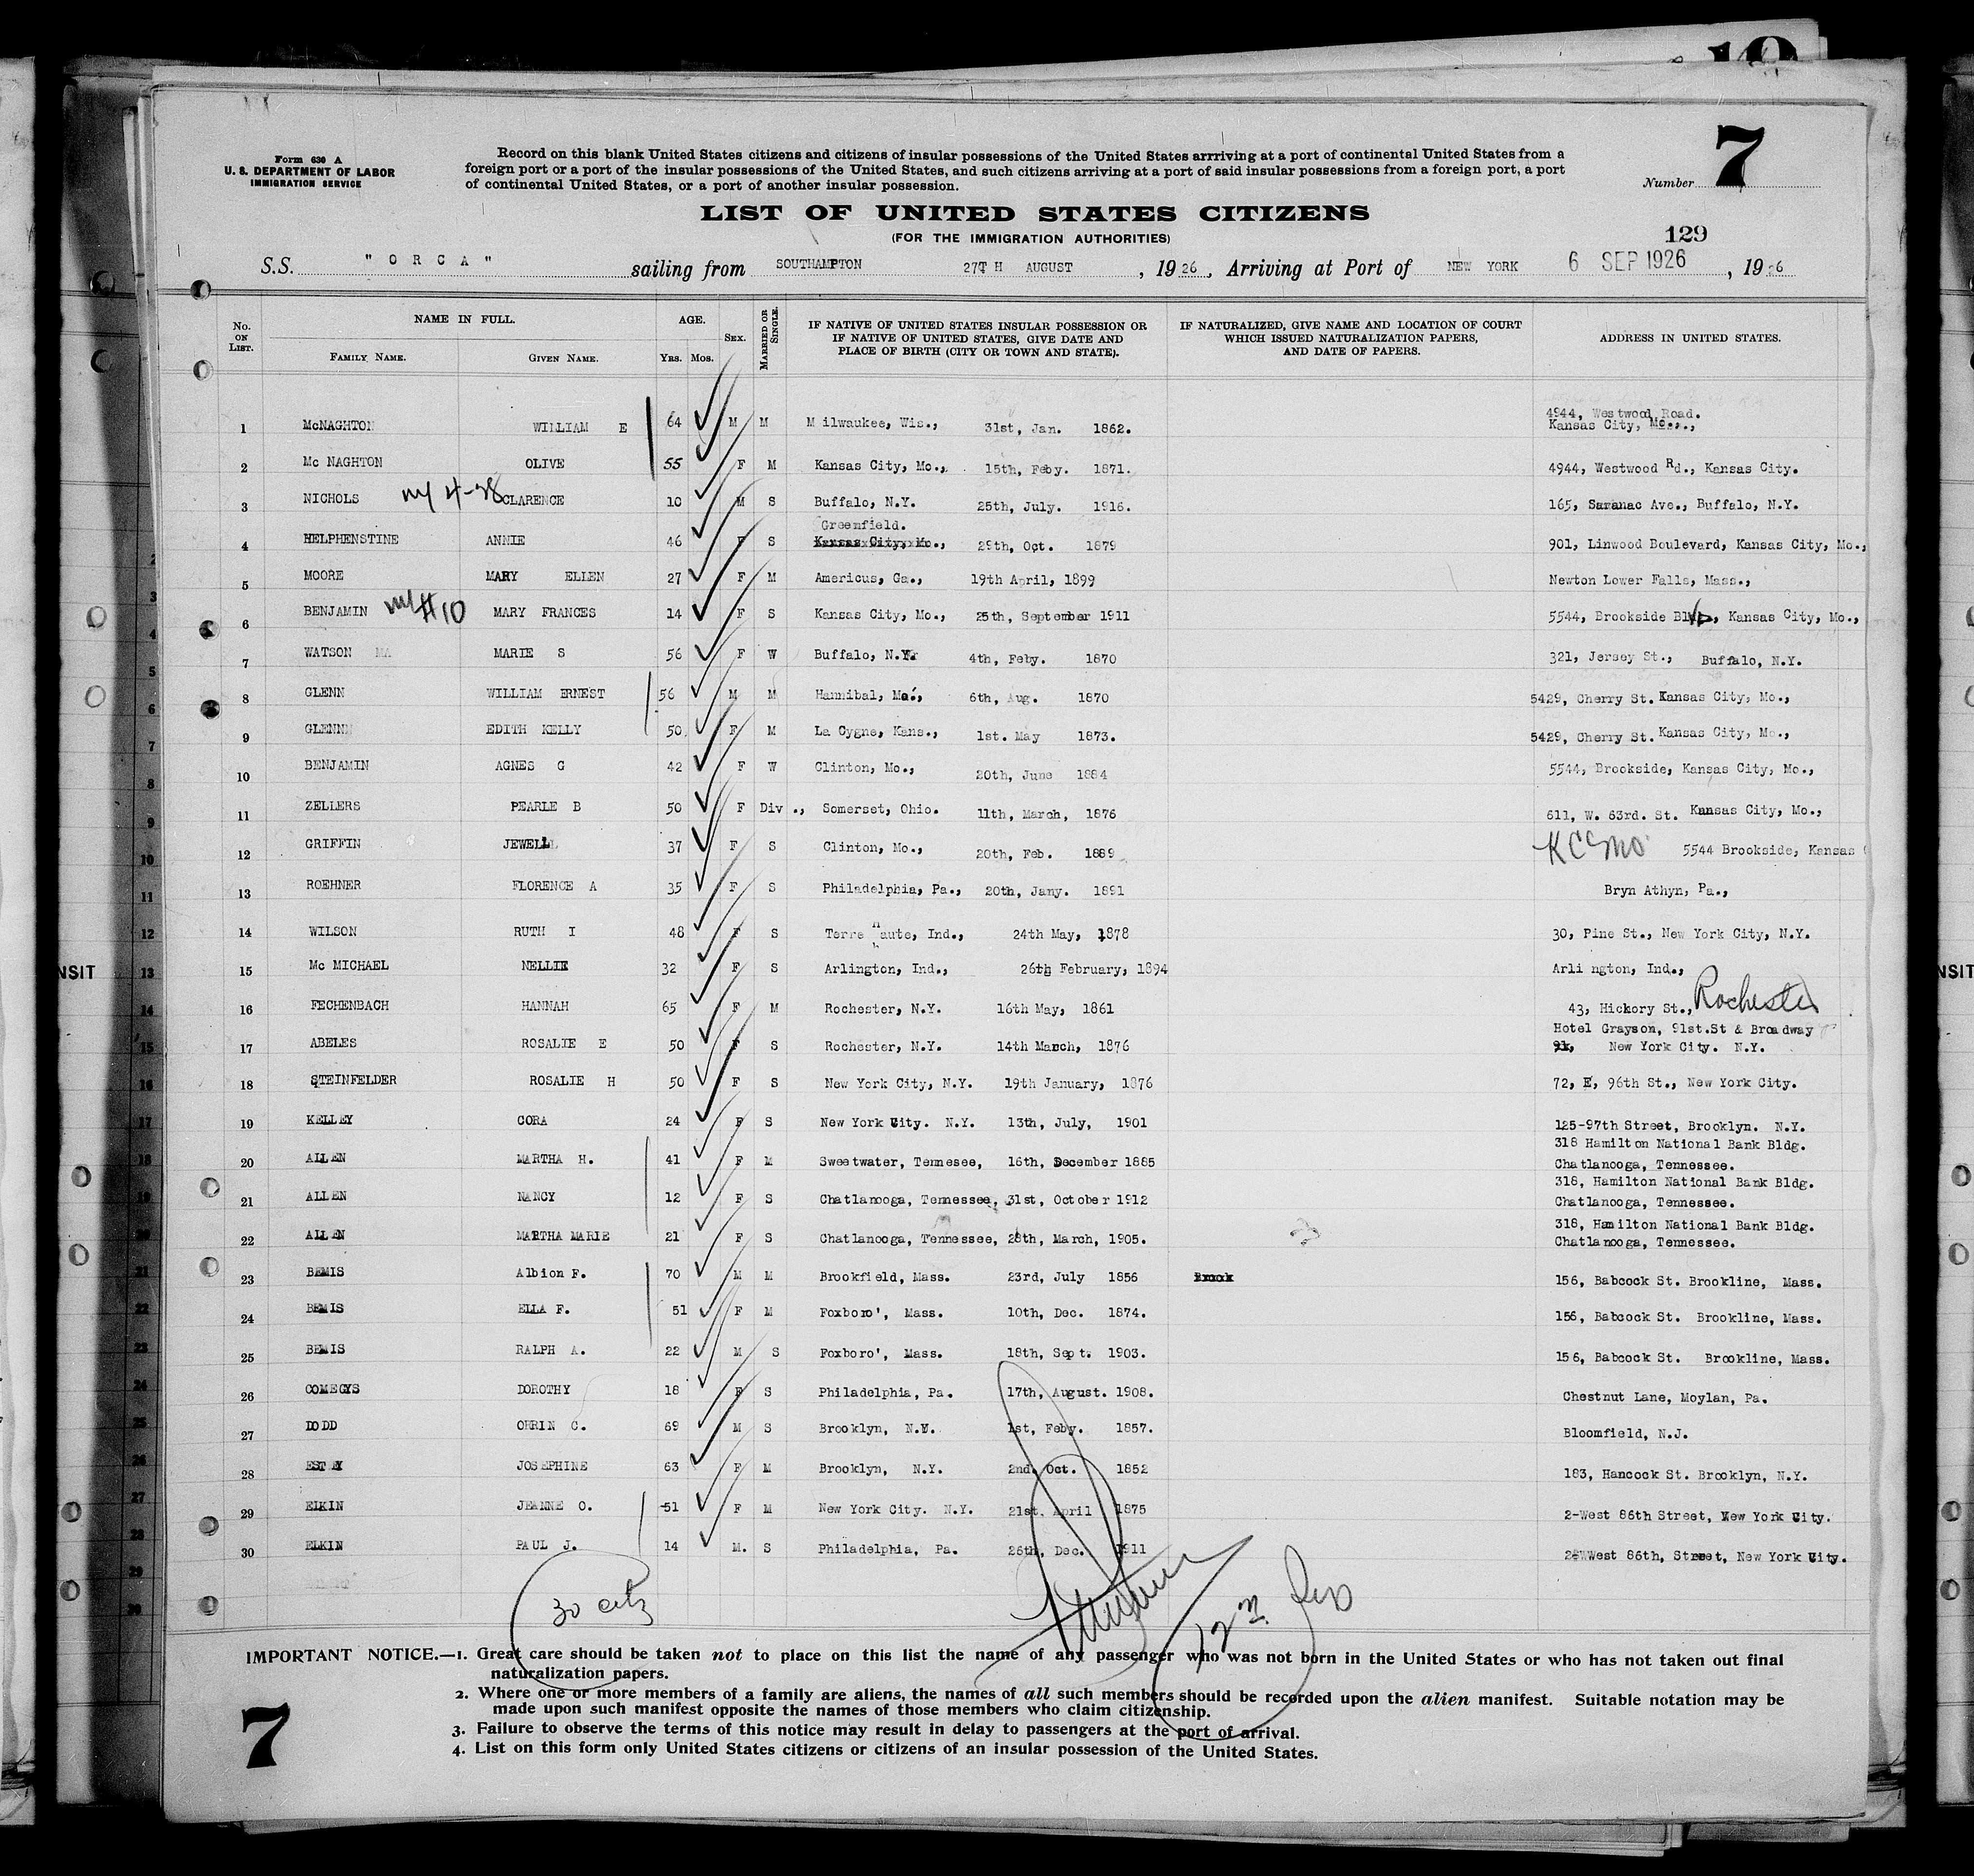 Form 630 A
U. S. DEPARTMENT OF LABOR
IMMIGRATION SERVICE
Record on this blank United States citizens and citizens of insular possessions of the United States arrriving at a port of continental United States from a
foreign port or a port of the insular possessions of the United States, and such citizens arriving at a port of said insular possessions from a foreign port, a port
of continental United States, or a port of another insular possession.
Number 7
LIST OF UNITED STATES CITIZENS
(FOR THE IMMIGRATION AUTHORITIES)
129
S.S. "ORCA" sailing from SOUTHAMPTON 27TH AUGUST, 1926, Arriving at Port of NEW YORK 6 SEP 1926, 1926
No. ON LIST. NAME IN FULL. FAMILY NAME. GIVEN NAME. AGE. YRS. MOS. SEX. MARRIED OR SINGLE. IF NATIVE OF UNITED STATES INSULAR POSSESSION OR IF NATIVE OF UNITED STATES, GIVE DATE AND PLACE OF BIRTH (CITY OR TOWN AND STATE). IF NATURALIZED, GIVE NAME AND LOCATION OF COURT WHICH ISSUED NATURALIZATION PAPERS, AND DATE OF PAPERS. ADDRESS IN UNITED STATES.
1 McNAGHTON WILLIAM E 64 M M Milwaukee, Wis., 31st, Jan. 1862. 4944, Westwood Road. Kansas City, Mo.,
2 Mc NAGHTON OLIVE 55 F M Kansas City, Mo., 15th, Feby. 1871. 4944, Westwood Rd., Kansas City.
3 NICHOLS CLARENCE 10 M S Buffalo, N.Y. 25th, July. 1916. 165, Saranac Ave., Buffalo, N.Y.
4 HELPHENSTINE ANNIE 46 F S Greenfield. Kansas City, Mo., 29th, Oct. 1879 901, Linwood Boulevard, Kansas City, Mo.,
5 MOORE MARY ELLEN 27 F M Americus, Ga., 19th April, 1899 Newton Lower Falls, Mass.,
6 BENJAMIN #10 MARY FRANCES 14 F S Kansas City, Mo., 25th, September 1911 5544, Brookside Blvd, Kansas City, Mo.,
7 WATSON MA MARIE S 56 F W Buffalo, N.Y. 4th, Feby. 1870 321, Jersey St., Buffalo, N.Y.
8 GLENN WILLIAM ERNEST 56 M M Hannibal, Mo., 6th, Aug. 1870 5429, Cherry St. Kansas City, Mo.,
9 GLENN EDITH KELLY 50 F M La Cygne, Kans., 1st. May 1873. 5429, Cherry St. Kansas City, Mo.,
10 BENJAMIN AGNES G 42 F W Clinton, Mo., 20th, June 1884 5544, Brookside, Kansas City, Mo.,
11 ZELLERS PEARLE B 50 F Div., Somerset, Ohio. 11th, March, 1876 611, W. 63rd. St. Kansas City, Mo.,
12 GRIFFIN JEWELL 37 F S Clinton, Mo., 20th, Feb. 1889 KC Mo 5544 Brookside, Kansas
13 ROEHNER FLORENCE A 35 F S Philadelphia, Pa., 20th, Jany. 1891 Bryn Athyn, Pa.,
14 WILSON RUTH I 48 F S Terre Haute, Ind., 24th May, 1878 30, Pine St., New York City, N.Y.
15 Mc MICHAEL NELLIE 32 F S Arlington, Ind., 26th February, 1894 Arlington, Ind.,
16 FECHENBACH HANNAH 65 F M Rochester, N.Y. 16th May, 1861 43, Hickory St., Rochester
17 ABELES ROSALIE E 50 F S Rochester, N.Y. 14th March, 1876 Hotel Grayson, 91st.St & Broadway New York City. N.Y.
18 STEINFELDER ROSALIE H 50 F S New York City, N.Y. 19th January, 1876 72, E, 96th St., New York City.
19 KELLEY CORA 24 F S New York City. N.Y. 13th, July, 1901 125-97th Street, Brooklyn. N.Y.
20 ALLEN MARTHA H. 41 F M Sweetwater, Tennesee, 16th, December 1885 318 Hamilton National Bank Bldg. Chatlanooga, Tennessee.
21 ALLEN NANCY 12 F S Chatlanooga, Tennessee, 31st, October 1912 318, Hamilton National Bank Bldg. Chatlanooga, Tennessee.
22 ALLEN MARTHA MARIE 21 F S Chatlanooga, Tennessee, 28th, March, 1905. 318, Hamilton National Bank Bldg. Chatlanooga, Tennessee.
23 BEMIS Albion F. 70 M M Brookfield, Mass. 23rd, July 1856 Brook 156, Babcock St. Brookline, Mass.
24 BEMIS ELLA F. 51 F M Foxboro', Mass. 10th, Dec. 1874. 156, Babcock St. Brookline, Mass.
25 BEMIS RALPH A. 22 M S Foxboro', Mass. 18th, Sept. 1903. 156, Babcock St. Brookline, Mass.
26 COMEGYS DOROTHY 18 F S Philadelphia, Pa. 17th, August. 1908. Chestnut Lane, Moylan, Pa.
27 DODD ORRIN C. 69 M S Brooklyn, N.Y. 1st, Feby. 1857. Bloomfield, N.J.
28 ESTEY JOSEPHINE 63 F M Brooklyn, N.Y. 2nd, Oct. 1852 183, Hancock St. Brooklyn, N.Y.
29 ELKIN JEANNE O. 51 F M New York City. N.Y. 21st. April 1875 2-West 86th Street, New York City.
30 ELKIN PAUL J. 14 M. S Philadelphia, Pa. 26th, Dec. 1911 2-West 86th, Street, New York City.
30 citz
IMPORTANT NOTICE.—1. Great care should be taken not to place on this list the name of any passenger who was not born in the United States or who has not taken out final
naturalization papers.
2. Where one or more members of a family are aliens, the names of all such members should be recorded upon the alien manifest. Suitable notation may be
made upon such manifest opposite the names of those members who claim citizenship.
3. Failure to observe the terms of this notice may result in delay to passengers at the port of arrival.
4. List on this form only United States citizens or citizens of an insular possession of the United States.
7